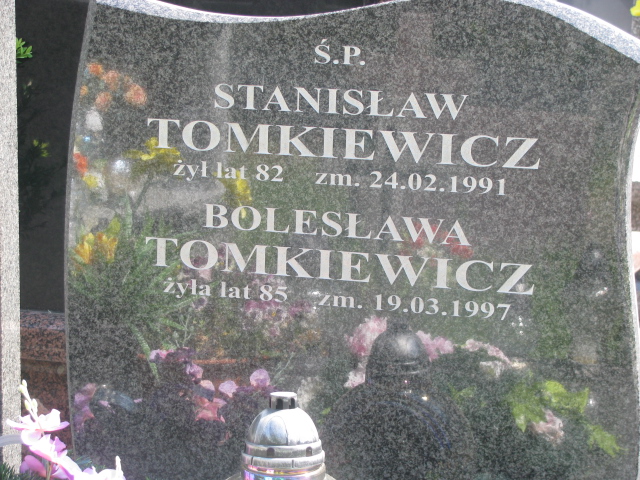 Ś.P.
STANISŁAW
TOMKIEWICZ
żył lat 82 zm. 24.02.1991
BOLESŁAWA
TOMKIEWICZ
żyła lat 85 zm. 19.03.1997